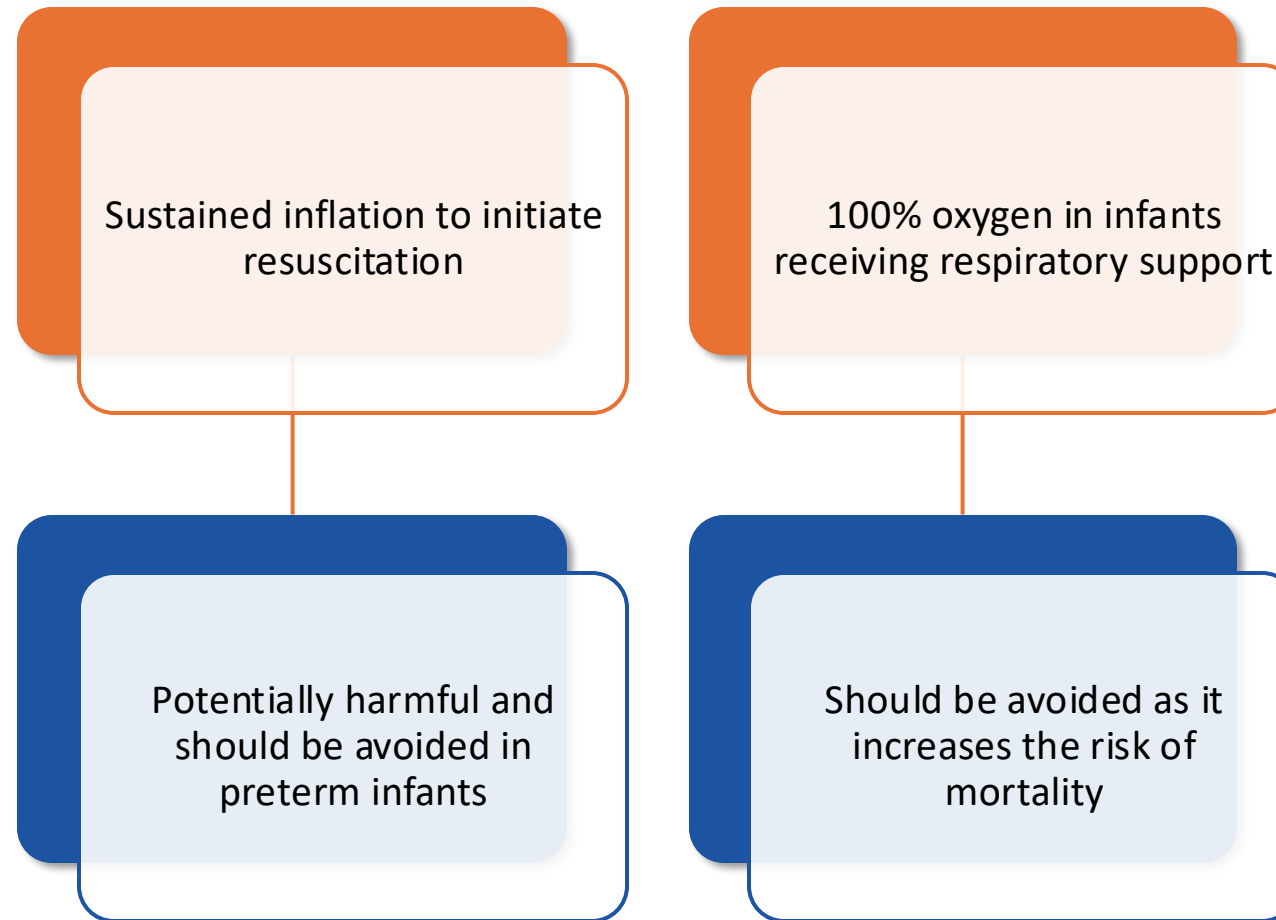 Sustained inflation to initiate
resuscitation
100% oxygen in infants
receiving respiratory support
Potentially harmful and
should be avoided in
preterm infants
Should be avoided as it
increases the risk of
mortality